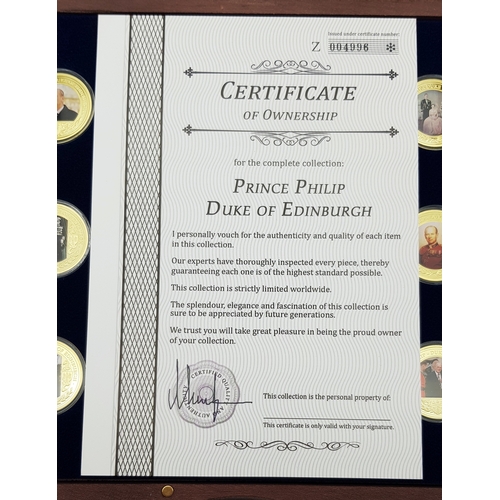 Issued under certificate number:
Z 004996 ✻
CERTIFICATE
OF OWNERSHIP
for the complete collection:
PRINCE PHILIP
DUKE OF EDINBURGH
I personally vouch for the authenticity and quality of each item
in this collection.
Our experts have thoroughly inspected every piece, thereby
guaranteeing each one is of the highest standard possible.
This collection is strictly limited worldwide.
The splendour, elegance and fascination of this collection is
sure to be appreciated by future generations.
We trust you will take great pleasure in being the proud owner
of your collection.
CERTIFIED QUALITY
AND AUTHENTICITY
This collection is the personal property of:
This certificate is only valid with your signature.